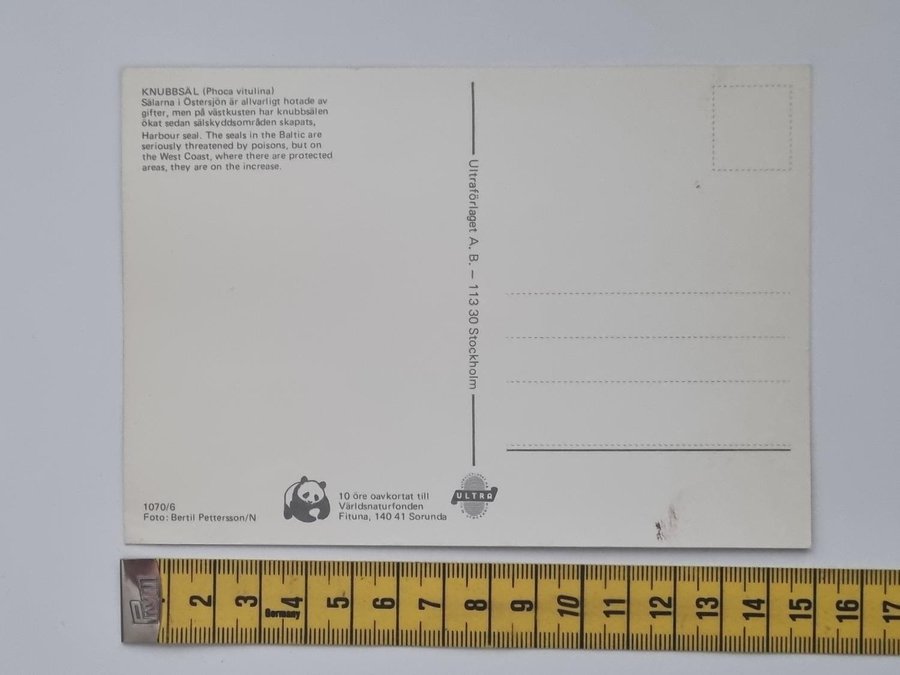 KNUBBSÄL (Phoca vitulina)
Sälarna i Östersjön är allvarligt hotade av
gifter, men på västkusten har knubbsälen
ökat sedan sälskyddsområden skapats,
Harbour seal. The seals in the Baltic are
seriously threatened by poisons, but on
the West Coast, where there are protected
areas, they are on the increase.
Ultraförlaget A. B. – 113 30 Stockholm
1070/6
Foto: Bertil Pettersson/N
10 öre oavkortat till
Världsnaturfonden
Fituna, 140 41 Sorunda
ULTRA
2 3 4 5 6 7 8 9 10 11 12 13 14 15 16 17
Germany